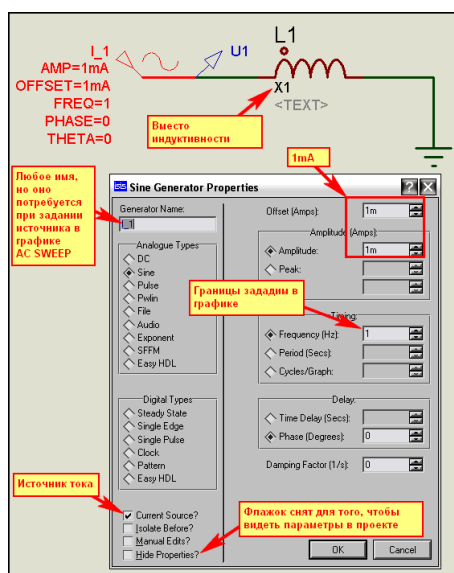 L1
I_1
U1
AMP=1mA
OFFSET=1mA
FREQ=1
PHASE=0
THETA=0
X1
<TEXT>
Вместо
индуктивности
1mA
Любое имя,
но оно
потребуется
при задании
источника в
графике
AC SWEEP
ISIS Sine Generator Properties
Generator Name:
I_1
Analogue Types
DC
Sine
Pulse
Pwlin
File
Audio
Exponent
SFFM
Easy HDL
Digital Types
Steady State
Single Edge
Single Pulse
Clock
Pattern
Easy HDL
Источник тока
Current Source?
Isolate Before?
Manual Edits?
Hide Properties?
Offset (Amps):
1m
Amplitude (Amps):
Amplitude:
1m
Peak:
Границы зададим в
графике
Timing:
Frequency (Hz):
1
Period (Secs):
Cycles/Graph:
Delay:
Time Delay (Secs):
Phase (Degrees):
0
Damping Factor (1/s):
0
Флажок снят для того, чтобы
видеть параметры в проекте
OK
Cancel